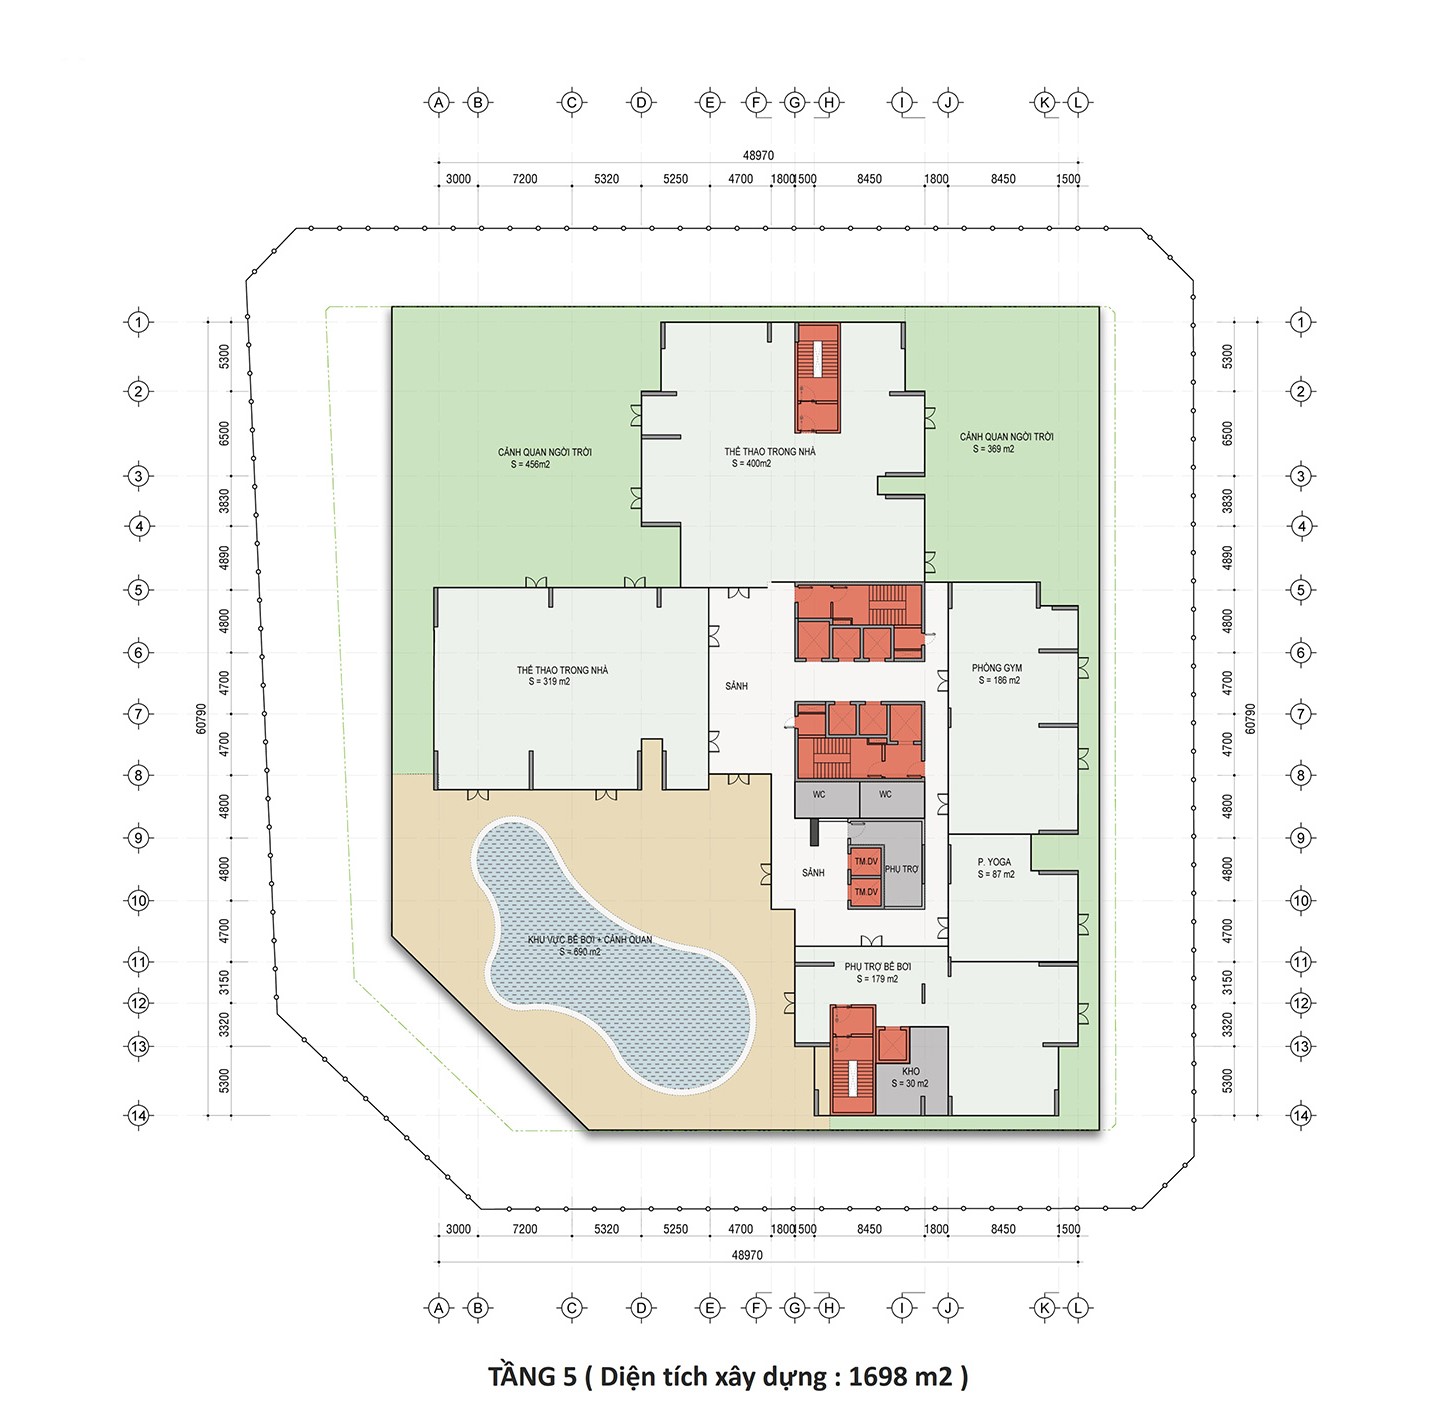 A B C D E F G H I J K L
48970
3000 7200 5320 5250 4700 1800 1500 8450 1800 8450 1500
1 1
5300 5300
2 2
6500 6500
CẢNH QUAN NGỜI TRỜI
S = 369 m2
CẢNH QUAN NGỜI TRỜI
S = 456m2
THỂ THAO TRONG NHÀ
S = 400m2
3 3
3830 3830
4 4
4890 4890
5 5
4800 4800
6 6
THỂ THAO TRONG NHÀ
S = 319 m2
SẢNH
PHÒNG GYM
S = 186 m2
4700 4700
60790 60790
7 7
4700 4700
8 8
WC WC
4800 4800
9 9
TM.DV
TM.DV
PHỤ TRỢ
SẢNH
P. YOGA
S = 87 m2
4800 4800
10 10
4700 4700
KHU VỰC BỂ BƠI + CẢNH QUAN
S = 690 m2
11 11
PHỤ TRỢ BỂ BƠI
S = 179 m2
3150 3150
12 12
3320 3320
13 13
KHO
S = 30 m2
5300 5300
14 14
3000 7200 5320 5250 4700 1800 1500 8450 1800 8450 1500
48970
A B C D E F G H I J K L
TẦNG 5 ( Diện tích xây dựng : 1698 m2 )